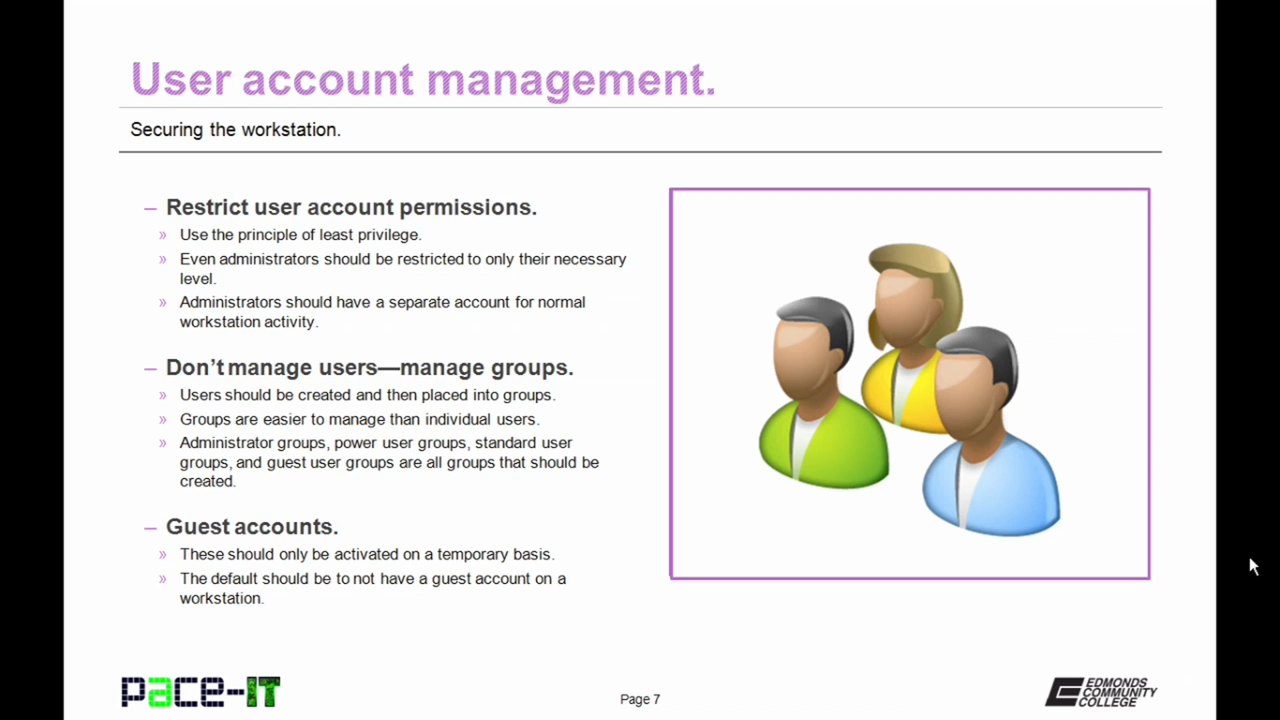 User account management.
Securing the workstation.
– Restrict user account permissions.
» Use the principle of least privilege.
» Even administrators should be restricted to only their necessary
level.
» Administrators should have a separate account for normal
workstation activity.
– Don't manage users—manage groups.
» Users should be created and then placed into groups.
» Groups are easier to manage than individual users.
» Administrator groups, power user groups, standard user
groups, and guest user groups are all groups that should be
created.
– Guest accounts.
» These should only be activated on a temporary basis.
» The default should be to not have a guest account on a
workstation.
pace-IT
Page 7
EDMONDS
COMMUNITY
COLLEGE